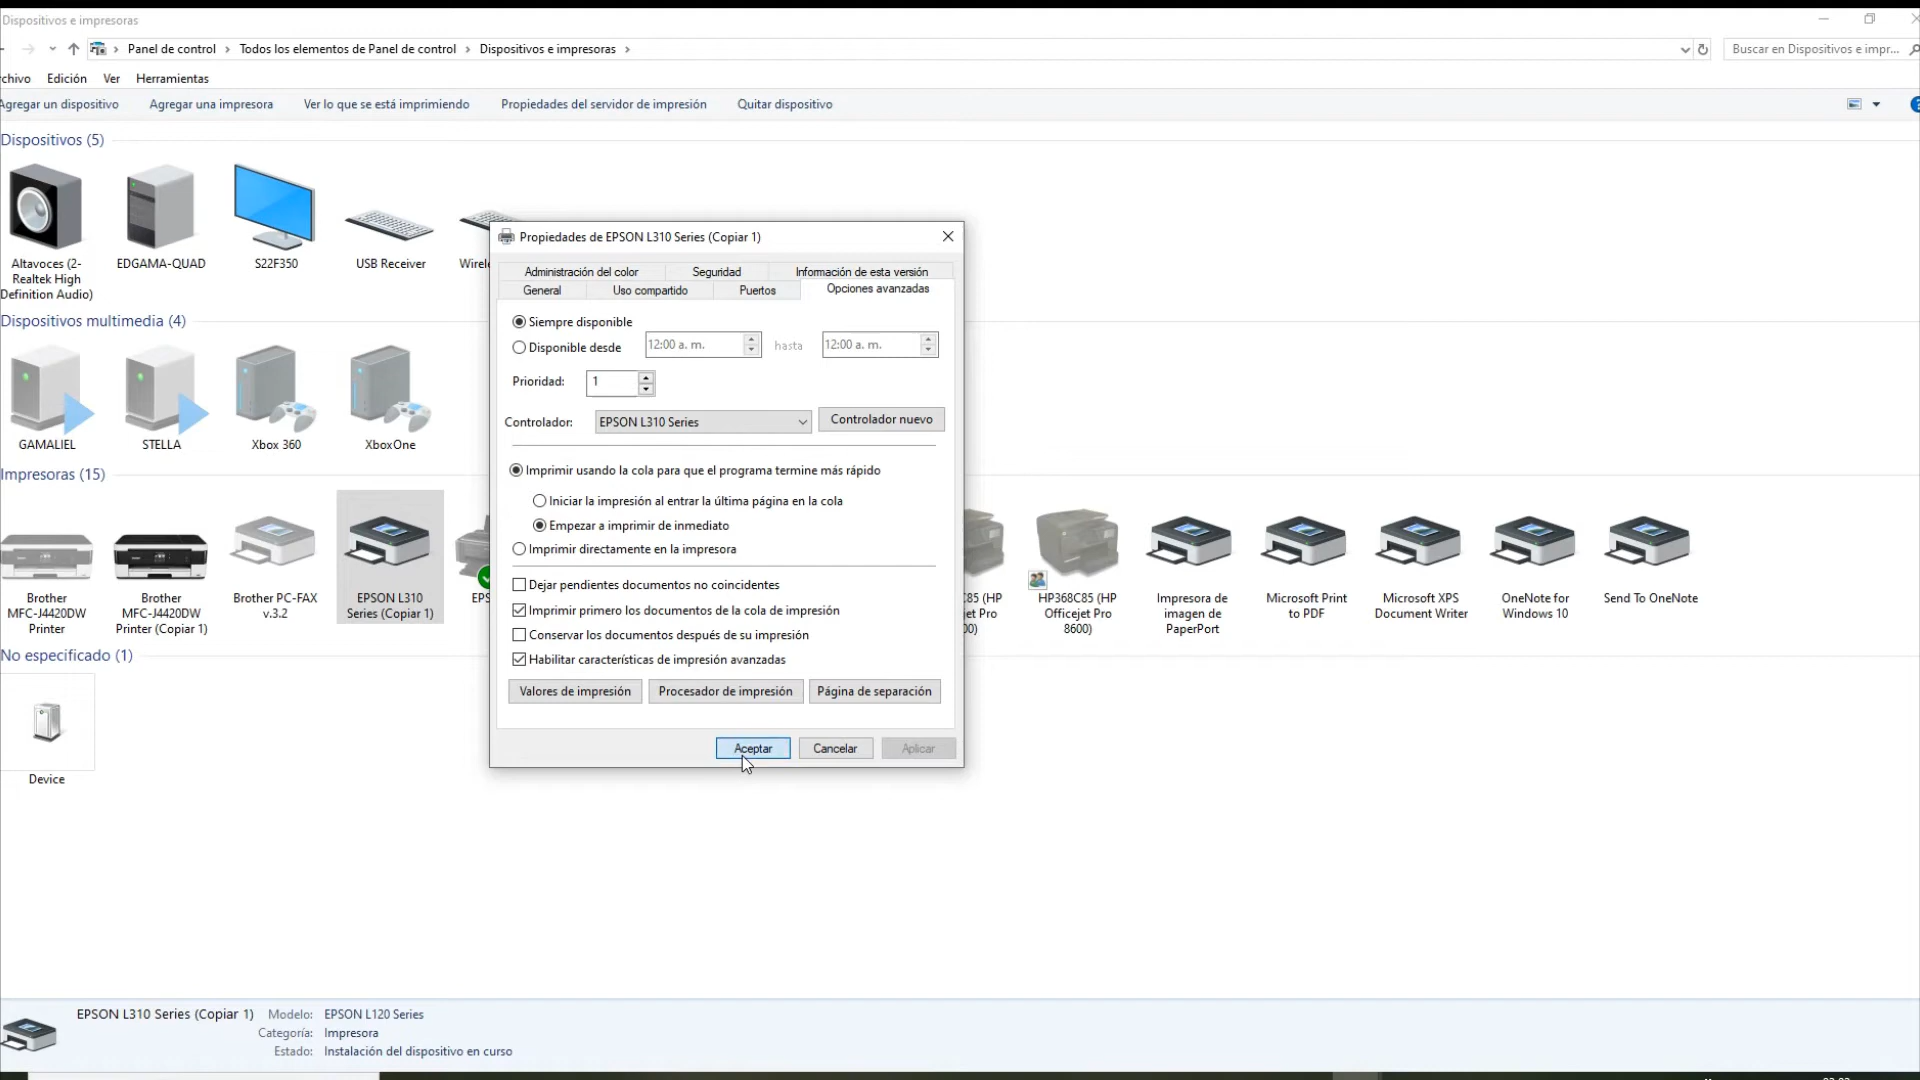 Dispositivos e impresoras
Panel de control > Todos los elementos de Panel de control > Dispositivos e impresoras >
Buscar en Dispositivos e impr...
Edición Ver Herramientas
Agregar un dispositivo Agregar una impresora Ver lo que se está imprimiendo Propiedades del servidor de impresión Quitar dispositivo
Dispositivos (5)
Altavoces (2-
Realtek High
Definition Audio)
EDGAMA-QUAD
S22F350
USB Receiver
Dispositivos multimedia (4)
GAMALIEL
STELLA
Xbox 360
XboxOne
Impresoras (15)
Brother
MFC-J4420DW
Printer
Brother
MFC-J4420DW
Printer (Copiar 1)
Brother PC-FAX
v.3.2
EPSON L310
Series (Copiar 1)
HP368C85 (HP
Officejet Pro
8600)
Impresora de
imagen de
PaperPort
Microsoft Print
to PDF
Microsoft XPS
Document Writer
OneNote for
Windows 10
Send To OneNote
No especificado (1)
Device
Propiedades de EPSON L310 Series (Copiar 1)
Administración del color Seguridad Información de esta versión
General Uso compartido Puertos Opciones avanzadas
Siempre disponible
Disponible desde 12:00 a. m. hasta 12:00 a. m.
Prioridad: 1
Controlador: EPSON L310 Series Controlador nuevo
Imprimir usando la cola para que el programa termine más rápido
Iniciar la impresión al entrar la última página en la cola
Empezar a imprimir de inmediato
Imprimir directamente en la impresora
Dejar pendientes documentos no coincidentes
Imprimir primero los documentos de la cola de impresión
Conservar los documentos después de su impresión
Habilitar características de impresión avanzadas
Valores de impresión Procesador de impresión Página de separación
Aceptar Cancelar Aplicar
EPSON L310 Series (Copiar 1) Modelo: EPSON L120 Series
Categoría: Impresora
Estado: Instalación del dispositivo en curso